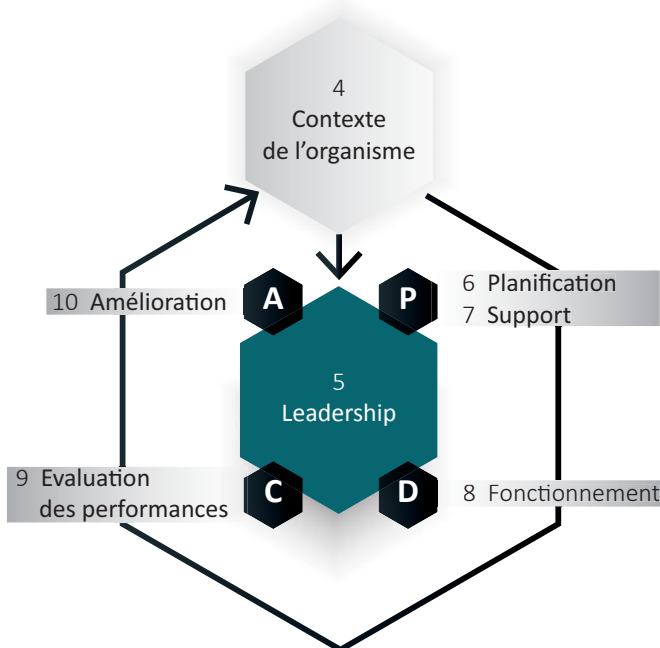 4
Contexte
de l’organisme
A
10 Amélioration
P
6 Planification
7 Support
5
Leadership
C
9 Evaluation
des performances
D
8 Fonctionnement